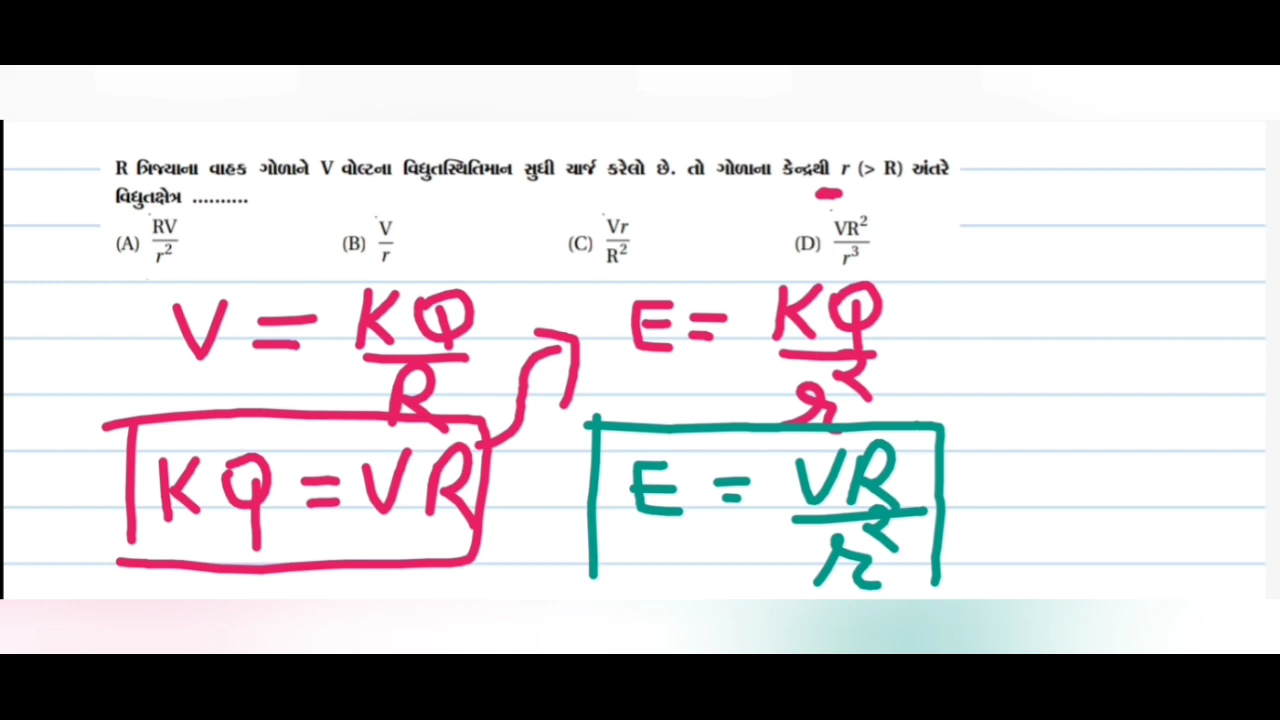 R ત્રિજ્યાના વાહક ગોળાને V વોલ્ટના વિદ્યુતસ્થિતિમાન સુધી ચાર્જ કરેલો છે. તો ગોળાના કેન્દ્રથી r (> R) અંતરે
વિદ્યુતક્ષેત્ર ..........
(A) RV/r² (B) V/r (C) Vr/R² (D) VR²/r³
V = KQ/R E = KQ/r²
KQ = VR E = VR/r²